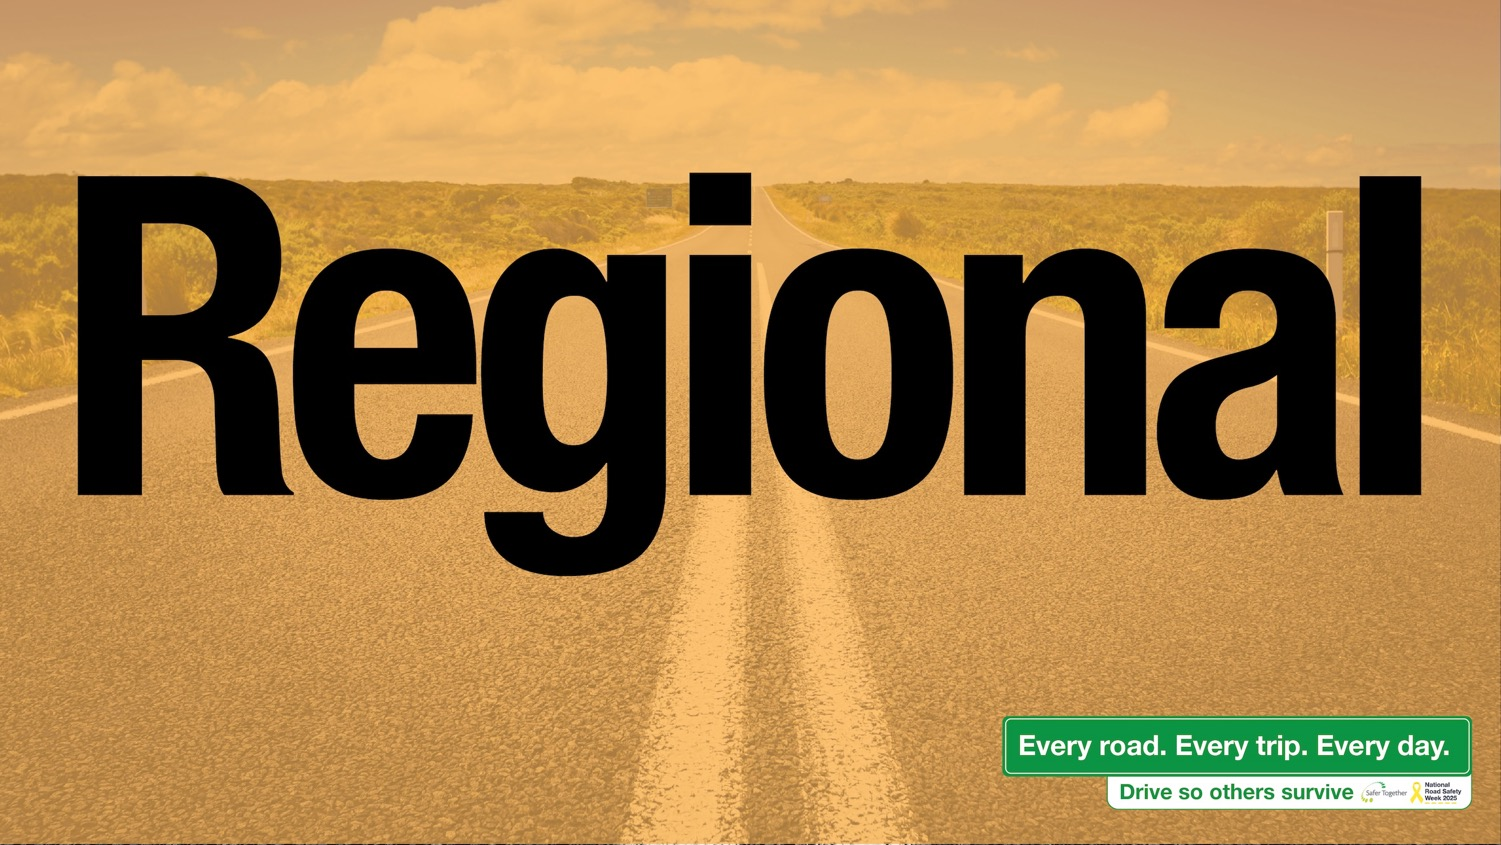 Regional
Every road. Every trip. Every day.
Drive so others survive
Safer Together
National
Road Safety
Week 2025